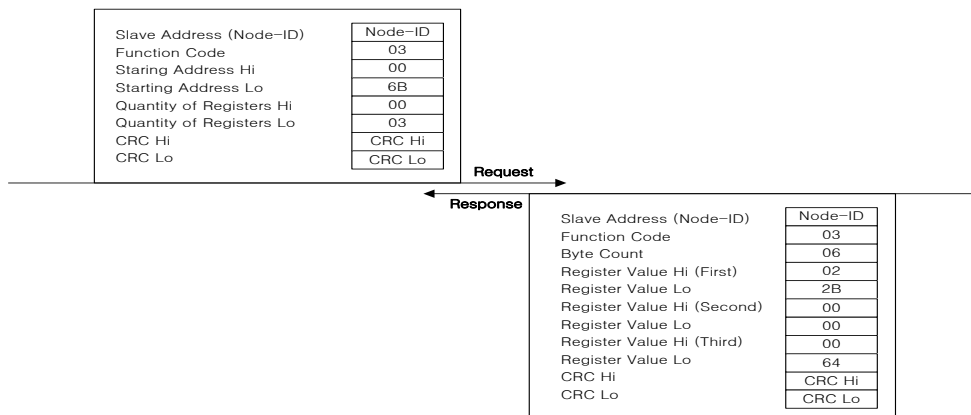 Slave Address (Node-ID) Node-ID
Function Code 03
Staring Address Hi 00
Starting Address Lo 6B
Quantity of Registers Hi 00
Quantity of Registers Lo 03
CRC Hi CRC Hi
CRC Lo CRC Lo
Request
Response
Slave Address (Node-ID) Node-ID
Function Code 03
Byte Count 06
Register Value Hi (First) 02
Register Value Lo 2B
Register Value Hi (Second) 00
Register Value Lo 00
Register Value Hi (Third) 00
Register Value Lo 64
CRC Hi CRC Hi
CRC Lo CRC Lo